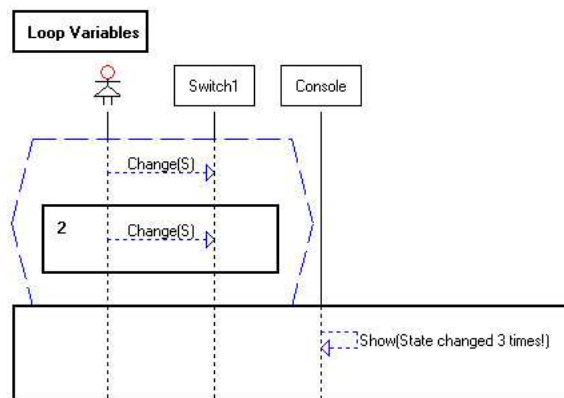 Loop Variables
Switch1
Console
Change(S)
2
Change(S)
Show(State changed 3 times!)